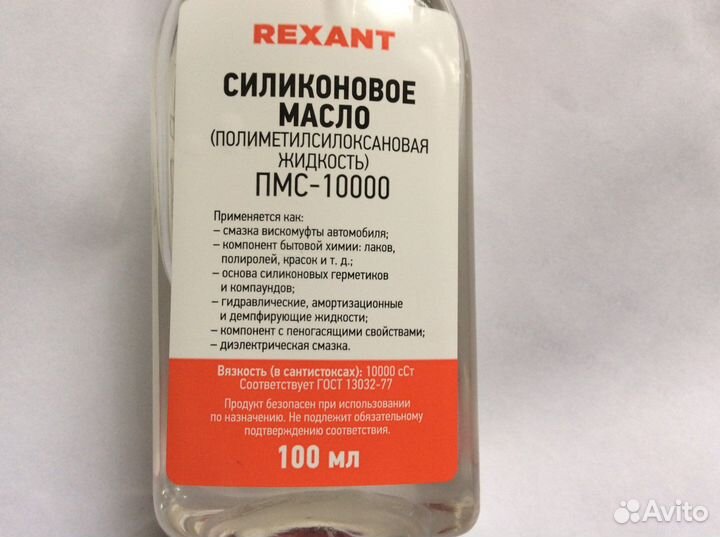 REXANT
СИЛИКОНОВОЕ
МАСЛО
(ПОЛИМЕТИЛСИЛОКСАНОВАЯ
ЖИДКОСТЬ)
ПМС-10000
Применяется как:
– смазка вискомуфты автомобиля;
– компонент бытовой химии: лаков,
полиролей, красок и т. д.;
– основа силиконовых герметиков
и компаундов;
– гидравлические, амортизационные
и демпфирующие жидкости;
– компонент с пеногасящими свойствами;
– диэлектрическая смазка.
Вязкость (в сантистоксах): 10000 сСт
Соответствует ГОСТ 13032-77
Продукт безопасен при использовании
по назначению. Не подлежит обязательному
подтверждению соответствия.
100 мл
Avito